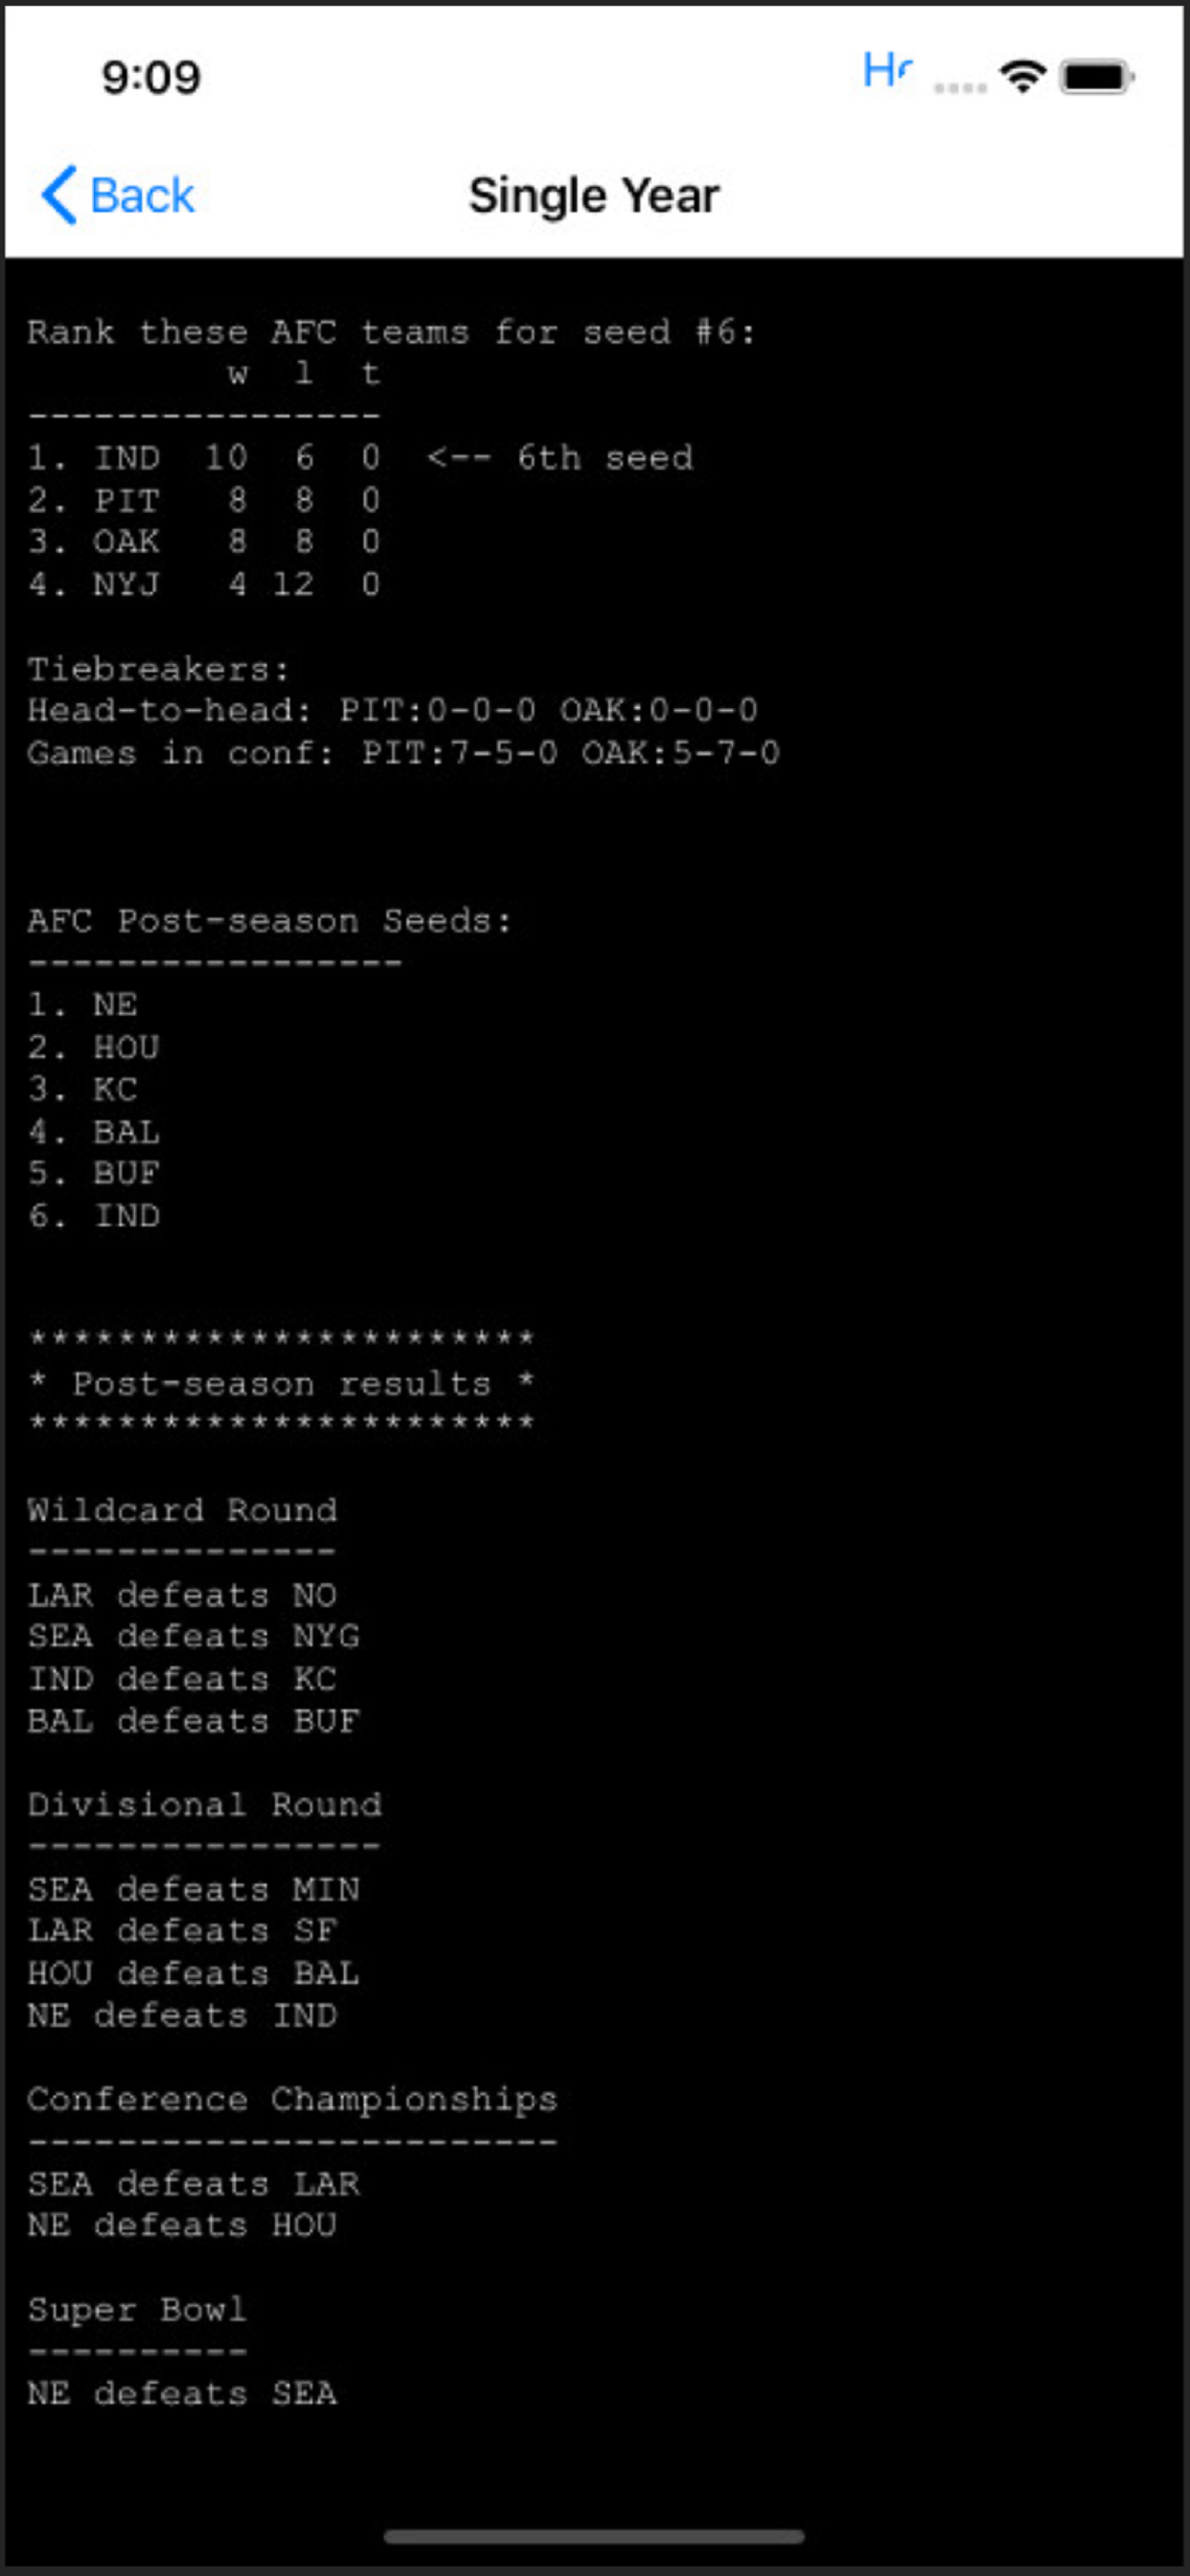 9:09
Back
Single Year
Rank these AFC teams for seed #6:
         w  l  t
----------------
1. IND  10  6  0  <-- 6th seed
2. PIT   8  8  0
3. OAK   8  8  0
4. NYJ   4 12  0
Tiebreakers:
Head-to-head: PIT:0-0-0 OAK:0-0-0
Games in conf: PIT:7-5-0 OAK:5-7-0
AFC Post-season Seeds:
-----------------
1. NE
2. HOU
3. KC
4. BAL
5. BUF
6. IND
***********************
* Post-season results *
***********************
Wildcard Round
--------------
LAR defeats NO
SEA defeats NYG
IND defeats KC
BAL defeats BUF
Divisional Round
----------------
SEA defeats MIN
LAR defeats SF
HOU defeats BAL
NE defeats IND
Conference Championships
------------------------
SEA defeats LAR
NE defeats HOU
Super Bowl
----------
NE defeats SEA